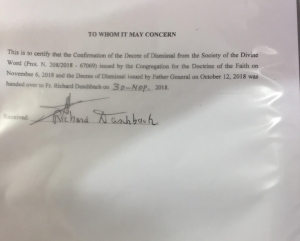 TO WHOM IT MAY CONCERN
This is to certify that the Confirmation of the Decree of Dismissal from the Society of the Divine
Word (Prot. N. 208/2018 - 67069) issued by the Congregation for the Doctrine of the Faith on
November 6, 2018 and the Decree of Dismissal issued by Father General on October 12, 2018 was
handed over to Fr. Richard Daschbach on 30-Nop. 2018.
Received:
Richard Daschbach